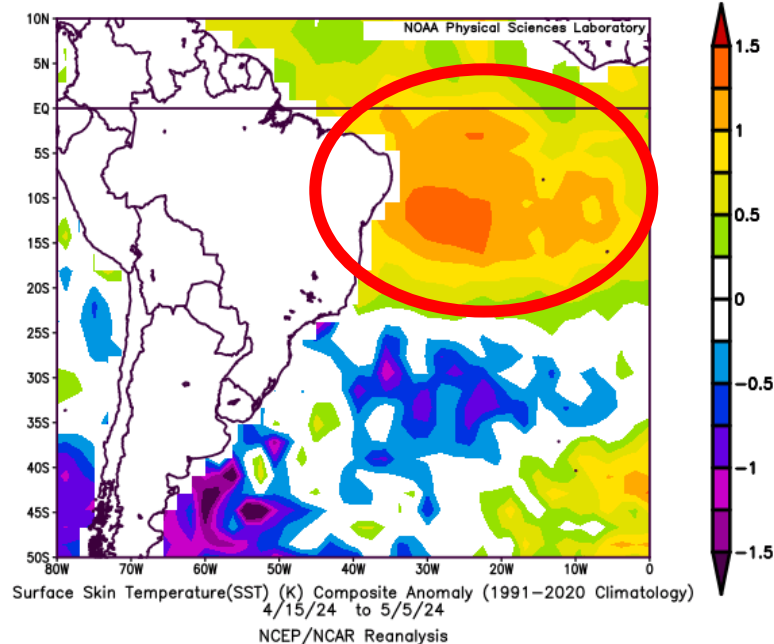 NOAA Physical Sciences Laboratory
10N
5N
EQ
5S
10S
15S
20S
25S
30S
35S
40S
45S
50S
80W
70W
60W
50W
40W
30W
20W
10W
0
1.5
1
0.5
0
−0.5
−1
−1.5
Surface Skin Temperature(SST) (K) Composite Anomaly (1991−2020 Climatology)
4/15/24 to 5/5/24
NCEP/NCAR Reanalysis